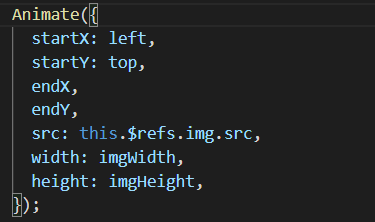 Animate({
  startX: left,
  startY: top,
  endX,
  endY,
  src: this.$refs.img.src,
  width: imgWidth,
  height: imgHeight,
});